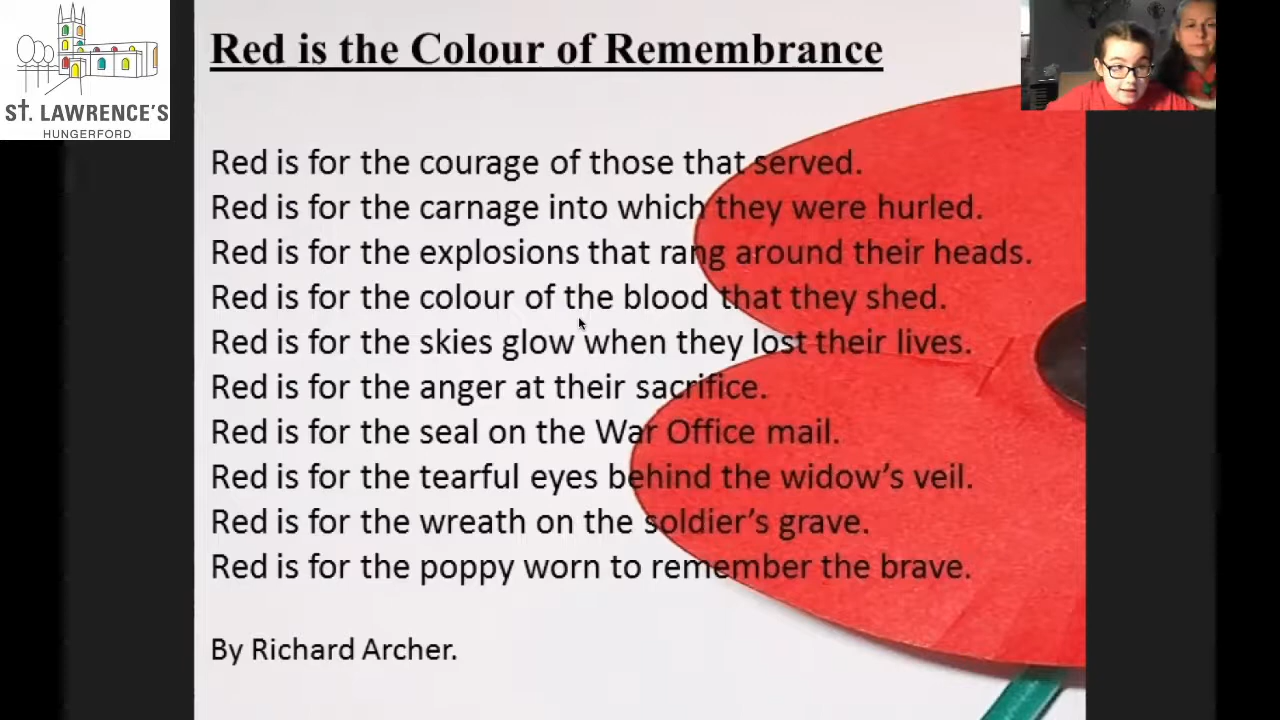 Red is the Colour of Remembrance
ST. LAWRENCE'S
HUNGERFORD
Red is for the courage of those that served.
Red is for the carnage into which they were hurled.
Red is for the explosions that rang around their heads.
Red is for the colour of the blood that they shed.
Red is for the skies glow when they lost their lives.
Red is for the anger at their sacrifice.
Red is for the seal on the War Office mail.
Red is for the tearful eyes behind the widow’s veil.
Red is for the wreath on the soldier’s grave.
Red is for the poppy worn to remember the brave.
By Richard Archer.